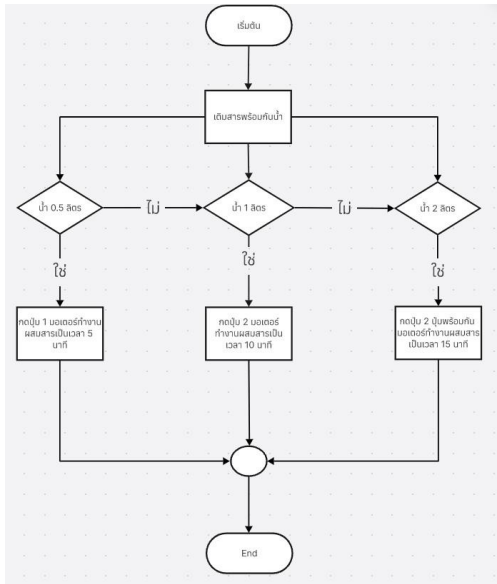 เริ่มต้น
เติมสารพร้อมกับน้ำ
น้ำ 0.5 ลิตร
ไม่
น้ำ 1 ลิตร
ไม่
น้ำ 2 ลิตร
ใช่
ใช่
ใช่
กดปุ่ม 1 มอเตอร์ทำงาน
ผสมสารเป็นเวลา 5
นาที
กดปุ่ม 2 มอเตอร์
ทำงานผสมสารเป็น
เวลา 10 นาที
กดปุ่ม 2 ปุ่มพร้อมกัน
มอเตอร์ทำงานผสมสาร
เป็นเวลา 15 นาที
End